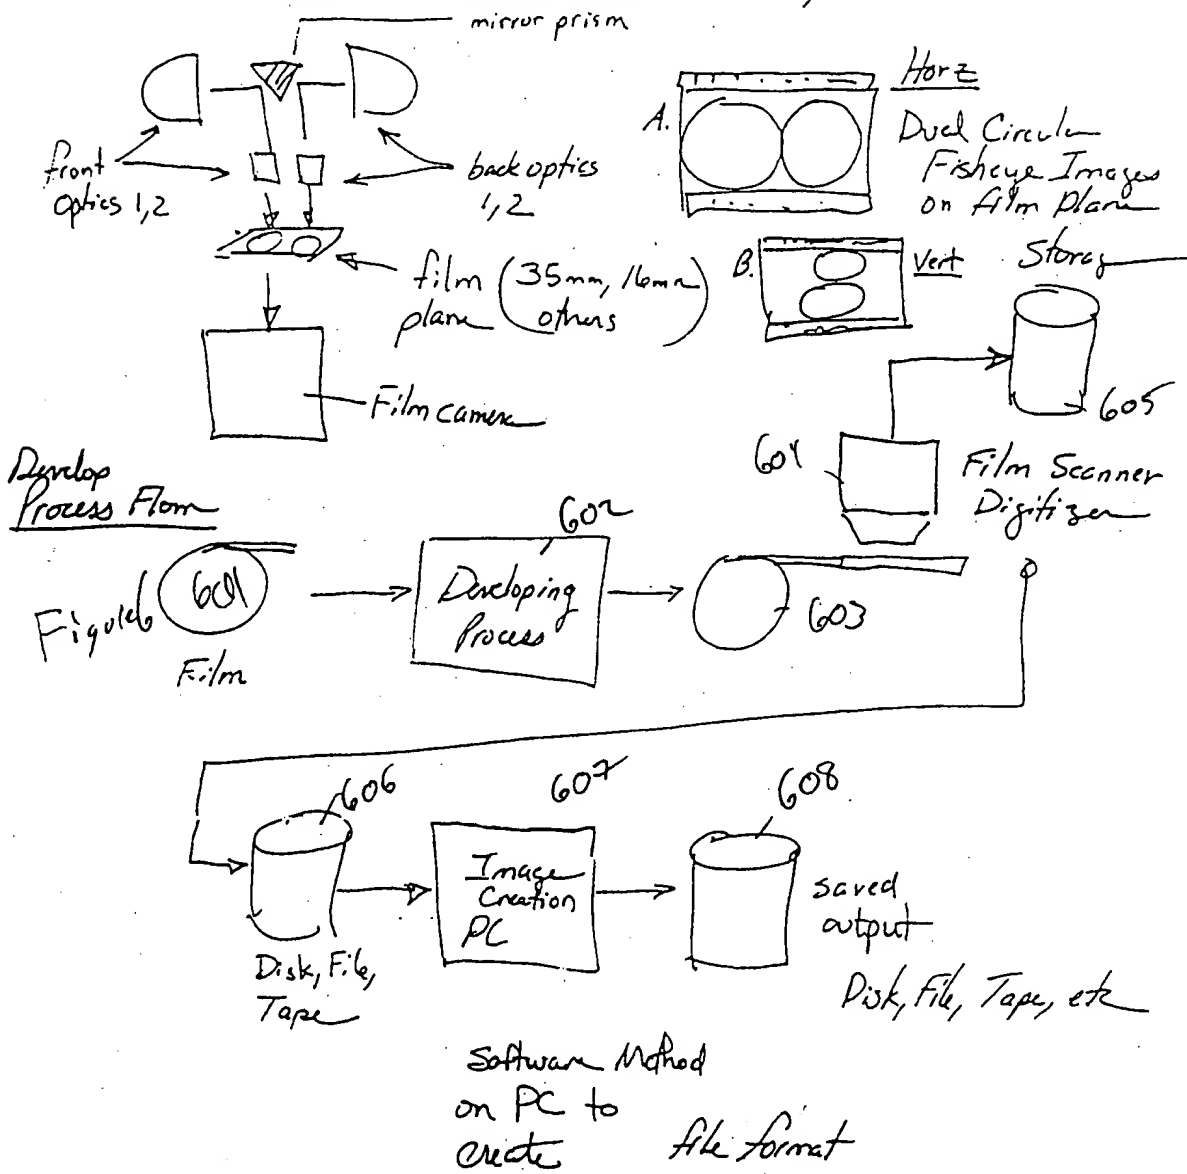 mirror prism
front
optics 1,2
back optics
1,2
film (35mm, 16mm
plane others)
Film camera
A.
Horz
Dual Circular
Fisheye Images
on film plane
B.
Vert
Storag
605
604
Film Scanner
Digitizer
Develop
Process Flow
Figure 6
601
Film
602
Developing
Process
603
606
Disk, File,
Tape
607
Image
Creation
PC
608
saved
output
Disk, File, Tape, etc
Software Method
on PC to
create file format